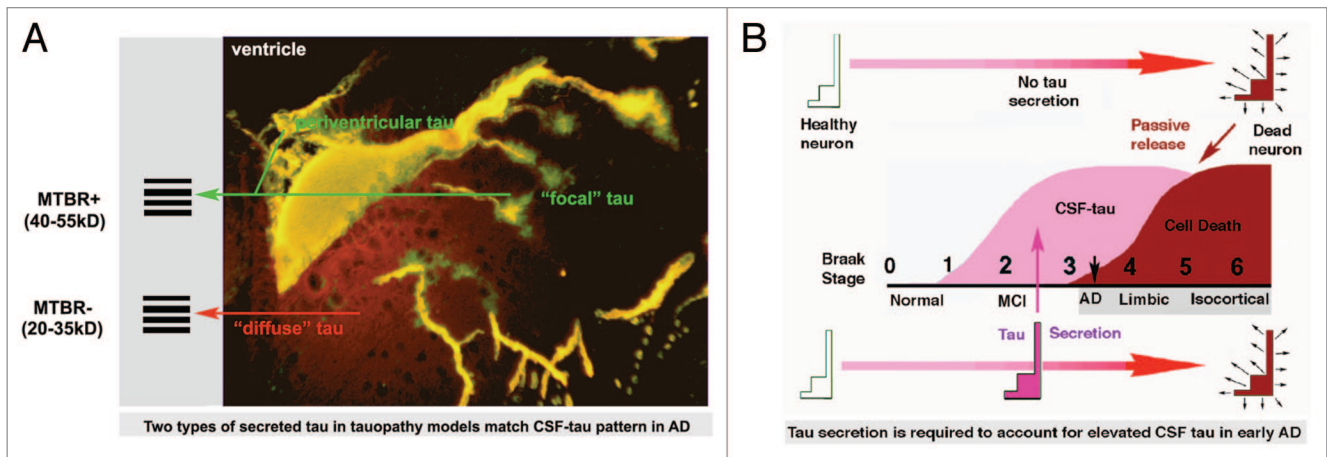 A
ventricle
periventricular tau
MTBR+
(40-55kD)
“focal” tau
MTBR-
(20-35kD)
“diffuse” tau
Two types of secreted tau in tauopathy models match CSF-tau pattern in AD
B
No tau
secretion
Healthy
neuron
Passive
release
Dead
neuron
CSF-tau
Cell Death
Braak
Stage
0 1 2 3 4 5 6
Normal MCI AD Limbic Isocortical
Tau Secretion
Tau secretion is required to account for elevated CSF tau in early AD